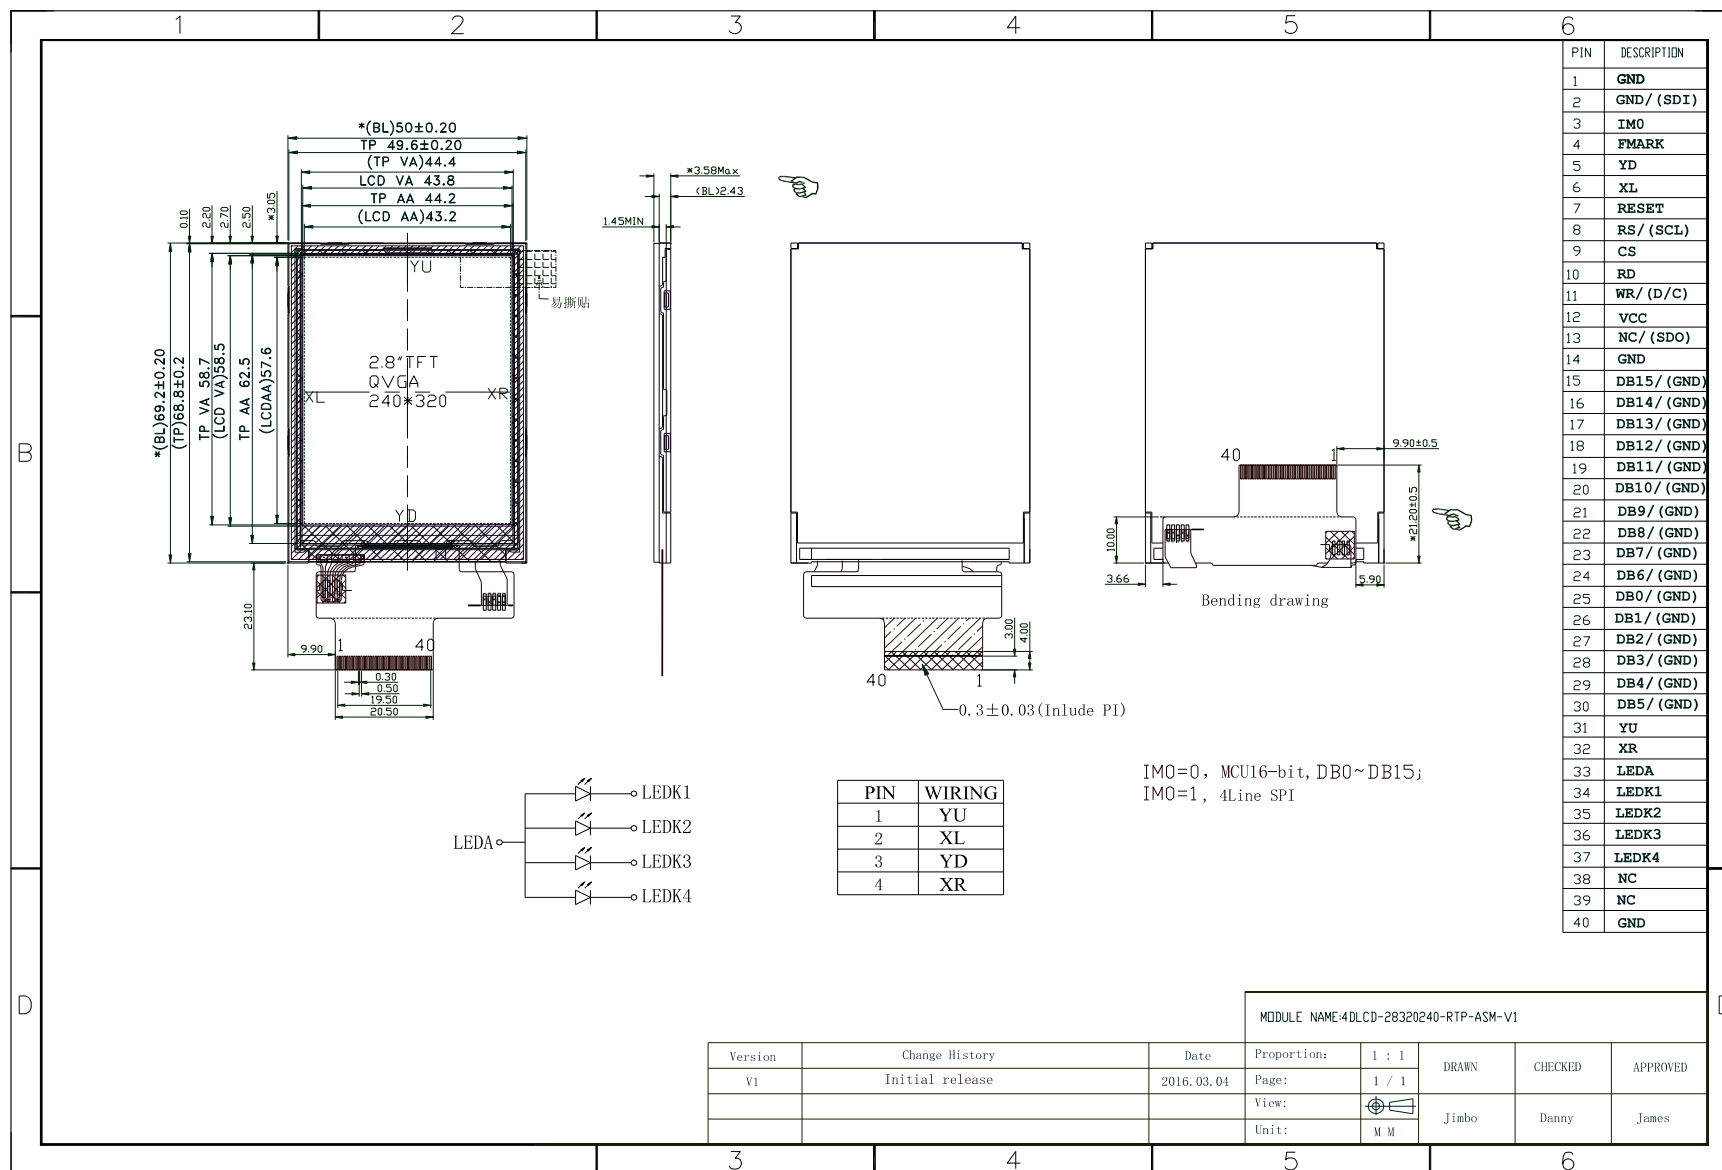 1 2 3 4 5 6
*(BL)50±0.20
TP 49.6±0.20
(TP VA)44.4
LCD VA 43.8
TP AA 44.2
(LCD AA)43.2
0.10
2.20
2.70
2.50
*3.05
*(BL)69.2±0.20
(TP)68.8±0.2
TP VA 58.7
(LCD VA)58.5
TP AA 62.5
(LCDAA)57.6
YU
易撕贴
2.8"TFT
QVGA
240*320
XL
XR
YD
23.10
9.90
1 40
0.30
0.50
19.50
20.50
*3.58Max
(BL)2.43
1.45MIN
3.00
4.00
40 1
0.3±0.03(Inlude PI)
40 1
9.90±0.5
*21.20±0.5
10.00
3.66
5.90
Bending drawing
B
D
LEDA
LEDK1
LEDK2
LEDK3
LEDK4
PIN WIRING
1 YU
2 XL
3 YD
4 XR
IM0=0, MCU16-bit, DB0~DB15;
IM0=1, 4Line SPI
PIN DESCRIPTION
1 GND
2 GND/(SDI)
3 IM0
4 FMARK
5 YD
6 XL
7 RESET
8 RS/(SCL)
9 CS
10 RD
11 WR/(D/C)
12 VCC
13 NC/(SDO)
14 GND
15 DB15/(GND)
16 DB14/(GND)
17 DB13/(GND)
18 DB12/(GND)
19 DB11/(GND)
20 DB10/(GND)
21 DB9/(GND)
22 DB8/(GND)
23 DB7/(GND)
24 DB6/(GND)
25 DB0/(GND)
26 DB1/(GND)
27 DB2/(GND)
28 DB3/(GND)
29 DB4/(GND)
30 DB5/(GND)
31 YU
32 XR
33 LEDA
34 LEDK1
35 LEDK2
36 LEDK3
37 LEDK4
38 NC
39 NC
40 GND
MODULE NAME:4DLCD-28320240-RTP-ASM-V1
Version Change History Date Proportion: 1 : 1 DRAWN CHECKED APPROVED
V1 Initial release 2016.03.04 Page: 1 / 1
View: Jimbo Danny James
Unit: M M
3 4 5 6